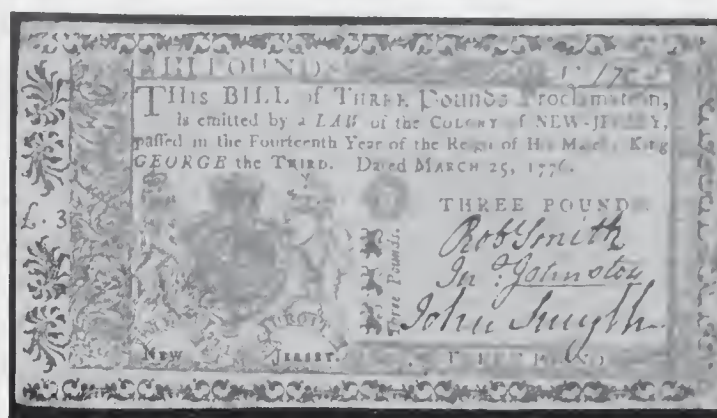 THIS BILL of THREE Pounds Proclamation,
is emitted by a LAW of the COLONY of NEW-JERSEY,
passed in the Fourteenth Year of the Reign of His Majesty King
GEORGE the THIRD. Dated MARCH 25, 1776.
THREE POUNDS.
Robt Smith
Jno Johnston
John Smyth
Three Pounds.
L. 3
NEW JERSEY.